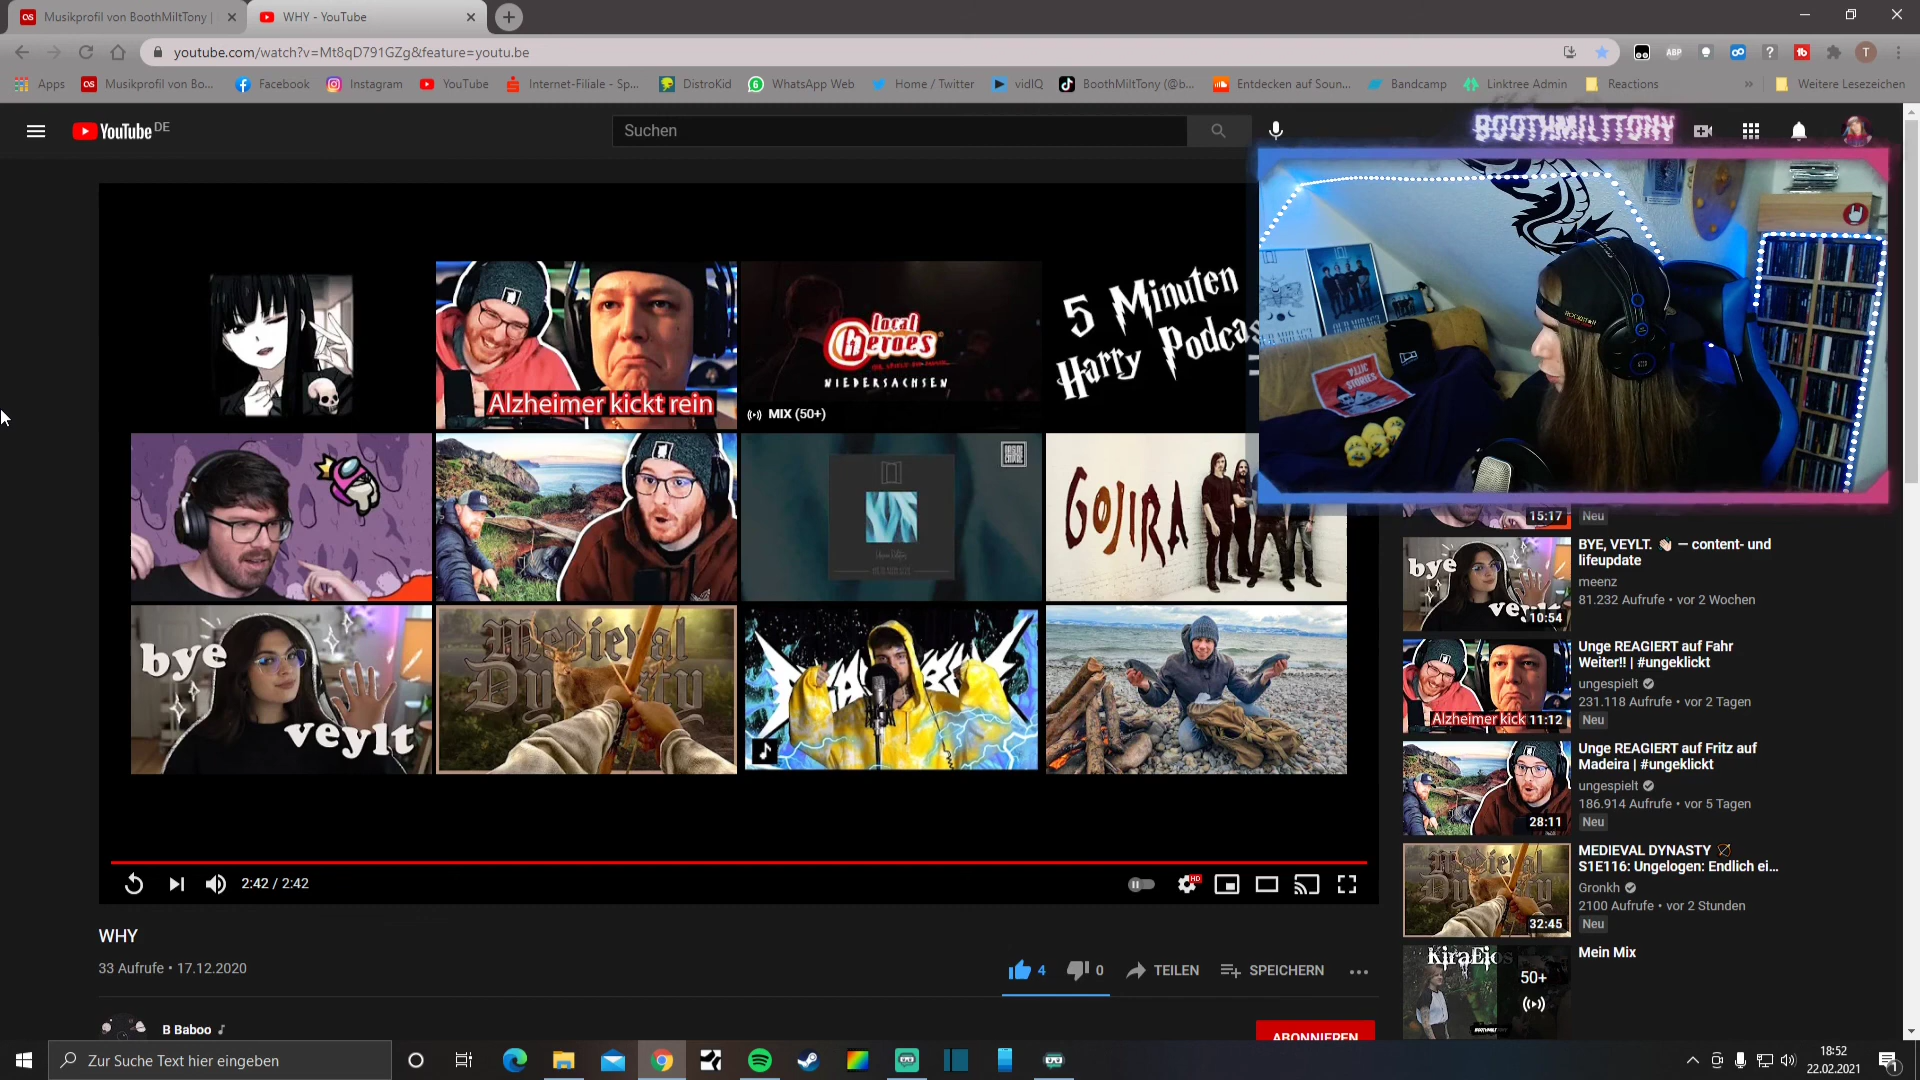 Musikprofil von BoothMiltTony |
WHY - YouTube
youtube.com/watch?v=Mt8qD791GZg&feature=youtu.be
Apps
Musikprofil von Bo...
Facebook
Instagram
YouTube
Internet-Filiale - Sp...
DistroKid
WhatsApp Web
Home / Twitter
vidIQ
BoothMiltTony (@b...
Entdecken auf Soun...
Bandcamp
Linktree Admin
Reactions
Weitere Lesezeichen
YouTube DE
Suchen
BOOTHMILTTONY
Alzheimer kickt rein
local
Heroes
NIEDERSACHSEN
MIX (50+)
5 Minuten
Harry Podcas
GOJIRA
bye
veylt
Medieval
Dynasty
2:42 / 2:42
WHY
33 Aufrufe • 17.12.2020
4
0
TEILEN
SPEICHERN
B Baboo
ABONNIEREN
15:17
Neu
bye
10:54
BYE, VEYLT. 👋🏻 — content- und
lifeupdate
meenz
81.232 Aufrufe • vor 2 Wochen
Alzheimer kick
11:12
Unge REAGIERT auf Fahr
Weiter!! | #ungeklickt
ungespielt
231.118 Aufrufe • vor 2 Tagen
Neu
28:11
Unge REAGIERT auf Fritz auf
Madeira | #ungeklickt
ungespielt
186.914 Aufrufe • vor 5 Tagen
Neu
Medieval
32:45
MEDIEVAL DYNASTY 🏹
S1E116: Ungelogen: Endlich ei...
Gronkh
2100 Aufrufe • vor 2 Stunden
Neu
KiraEios
50+
Mein Mix
Zur Suche Text hier eingeben
18:52
22.02.2021